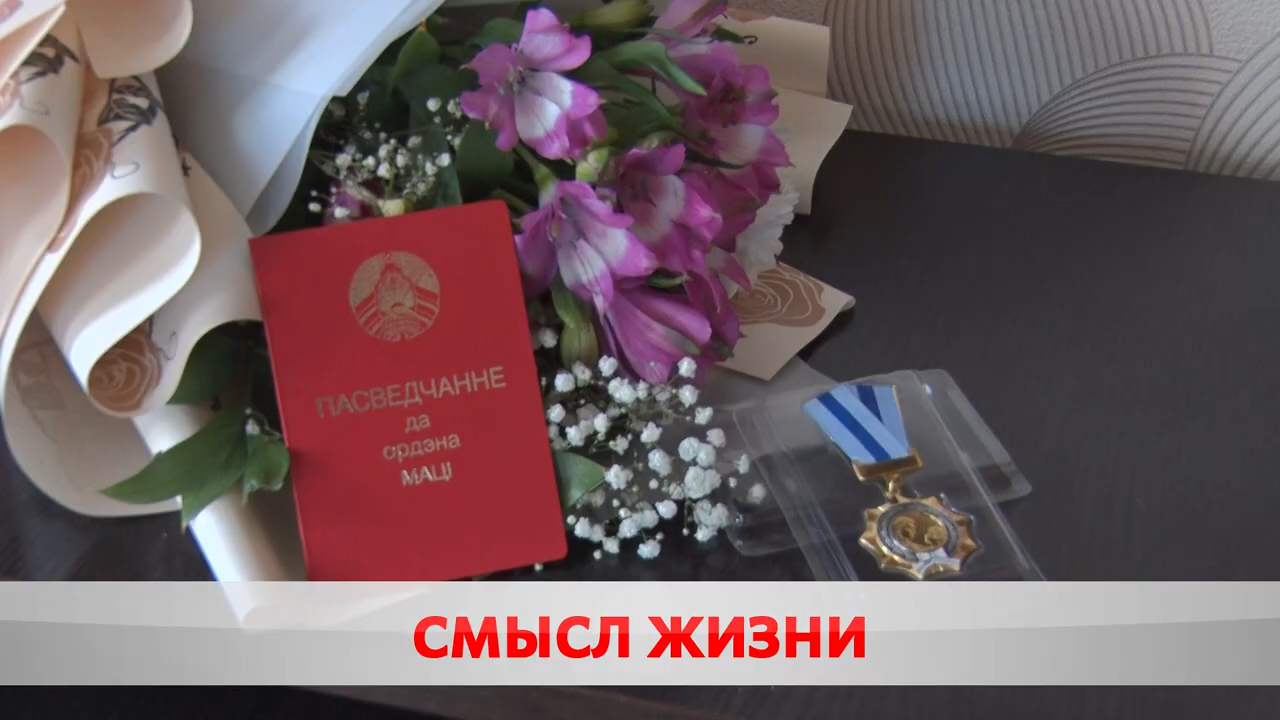 ПАСВЕДЧАННЕ
да
ордэна
МАЦІ
СМЫСЛ ЖИЗНИ